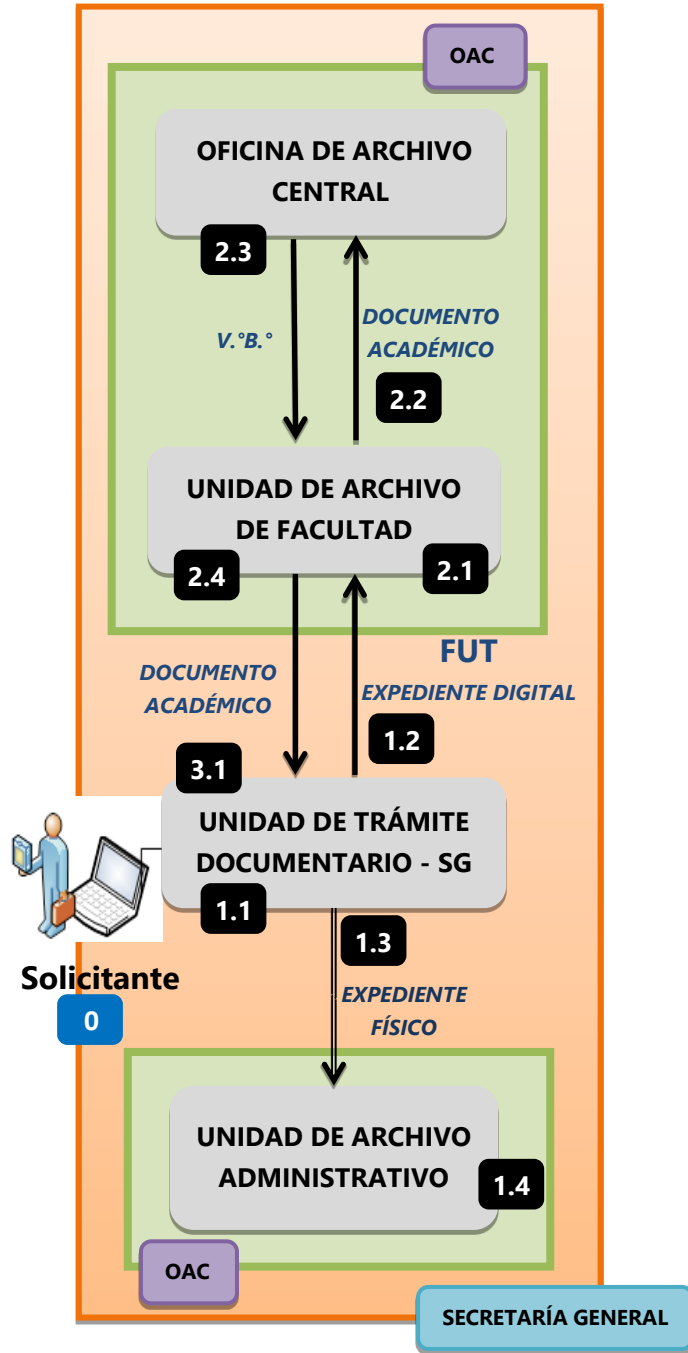 OAC
OFICINA DE ARCHIVO
CENTRAL
2.3
V.°B.°
DOCUMENTO
ACADÉMICO
2.2
UNIDAD DE ARCHIVO
DE FACULTAD
2.4
2.1
DOCUMENTO
ACADÉMICO
FUT
EXPEDIENTE DIGITAL
1.2
3.1
UNIDAD DE TRÁMITE
DOCUMENTARIO - SG
1.1
1.3
Solicitante
0
EXPEDIENTE
FÍSICO
UNIDAD DE ARCHIVO
ADMINISTRATIVO
1.4
OAC
SECRETARÍA GENERAL